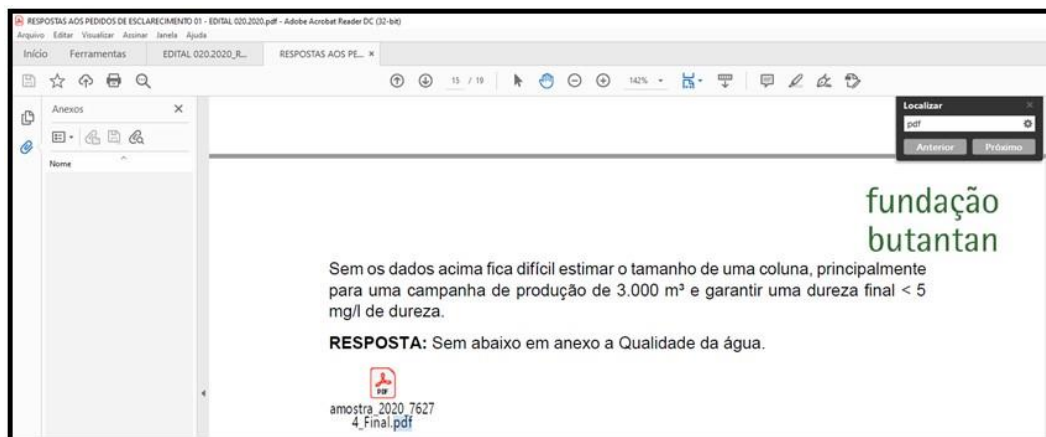 RESPOSTAS AOS PEDIDOS DE ESCLARECIMENTO 01 - EDITAL 020.2020.pdf - Adobe Acrobat Reader DC (32-bit)
Arquivo Editar Visualizar Assinar Janela Ajuda
Início Ferramentas EDITAL 020.2020_R... RESPOSTAS AOS PE... ×
15 / 19 142%
Anexos ×
Nome
Localizar ×
pdf
Anterior Próximo
fundação
butantan
Sem os dados acima fica difícil estimar o tamanho de uma coluna, principalmente
para uma campanha de produção de 3.000 m³ e garantir uma dureza final < 5
mg/l de dureza.
RESPOSTA: Sem abaixo em anexo a Qualidade da água.
PDF
amostra_2020_7627
4_Final.pdf